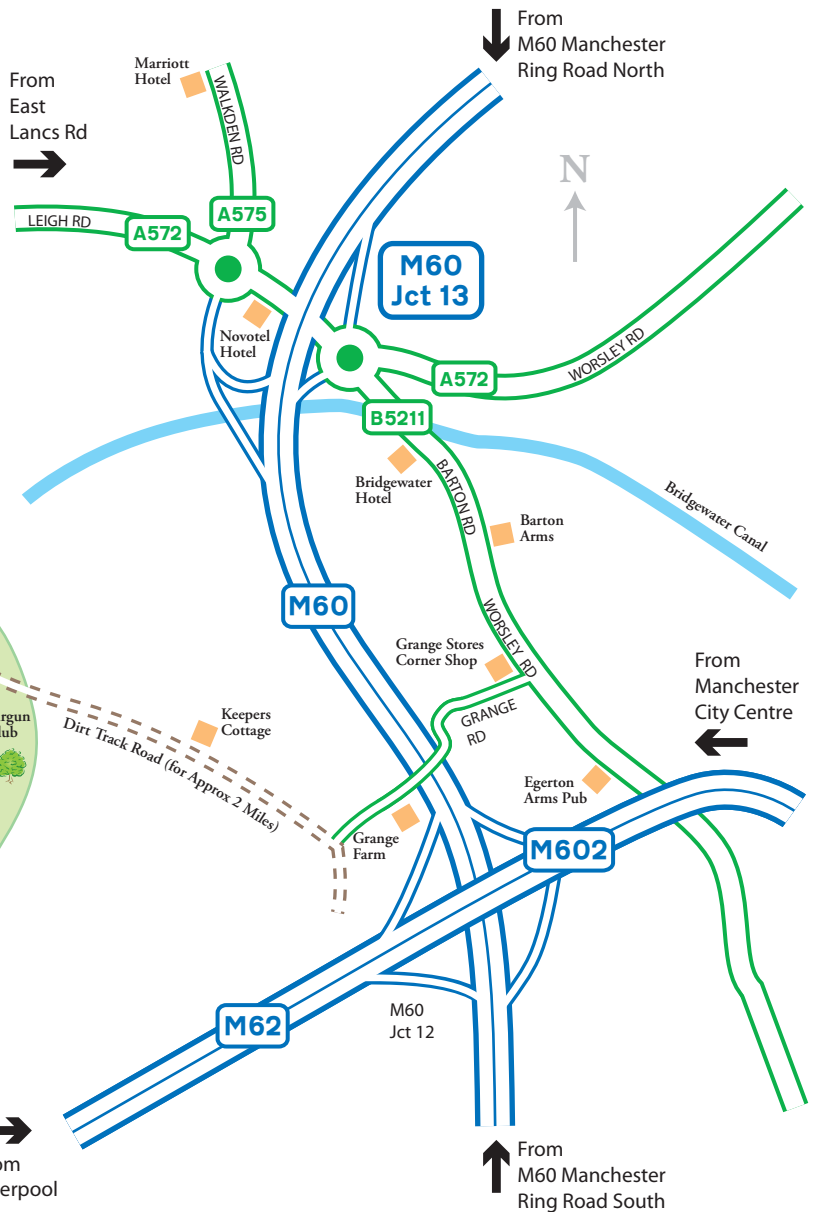 From
M60 Manchester
Ring Road North
Marriott
Hotel
From
East
Lancs Rd
WALKDEN RD
N
A575
LEIGH RD
A572
M60
Jct 13
Novotel
Hotel
WORSLEY RD
A572
B5211
Bridgewater
Hotel
BARTON RD
Bridgewater Canal
Barton
Arms
M60
WORSLEY RD
Grange Stores
Corner Shop
From
Manchester
City Centre
GRANGE
RD
Keepers
Cottage
Dirt Track Road (for Approx 2 Miles)
Egerton
Arms Pub
Grange
Farm
M602
M62
M60
Jct 12
From
M60 Manchester
Ring Road South